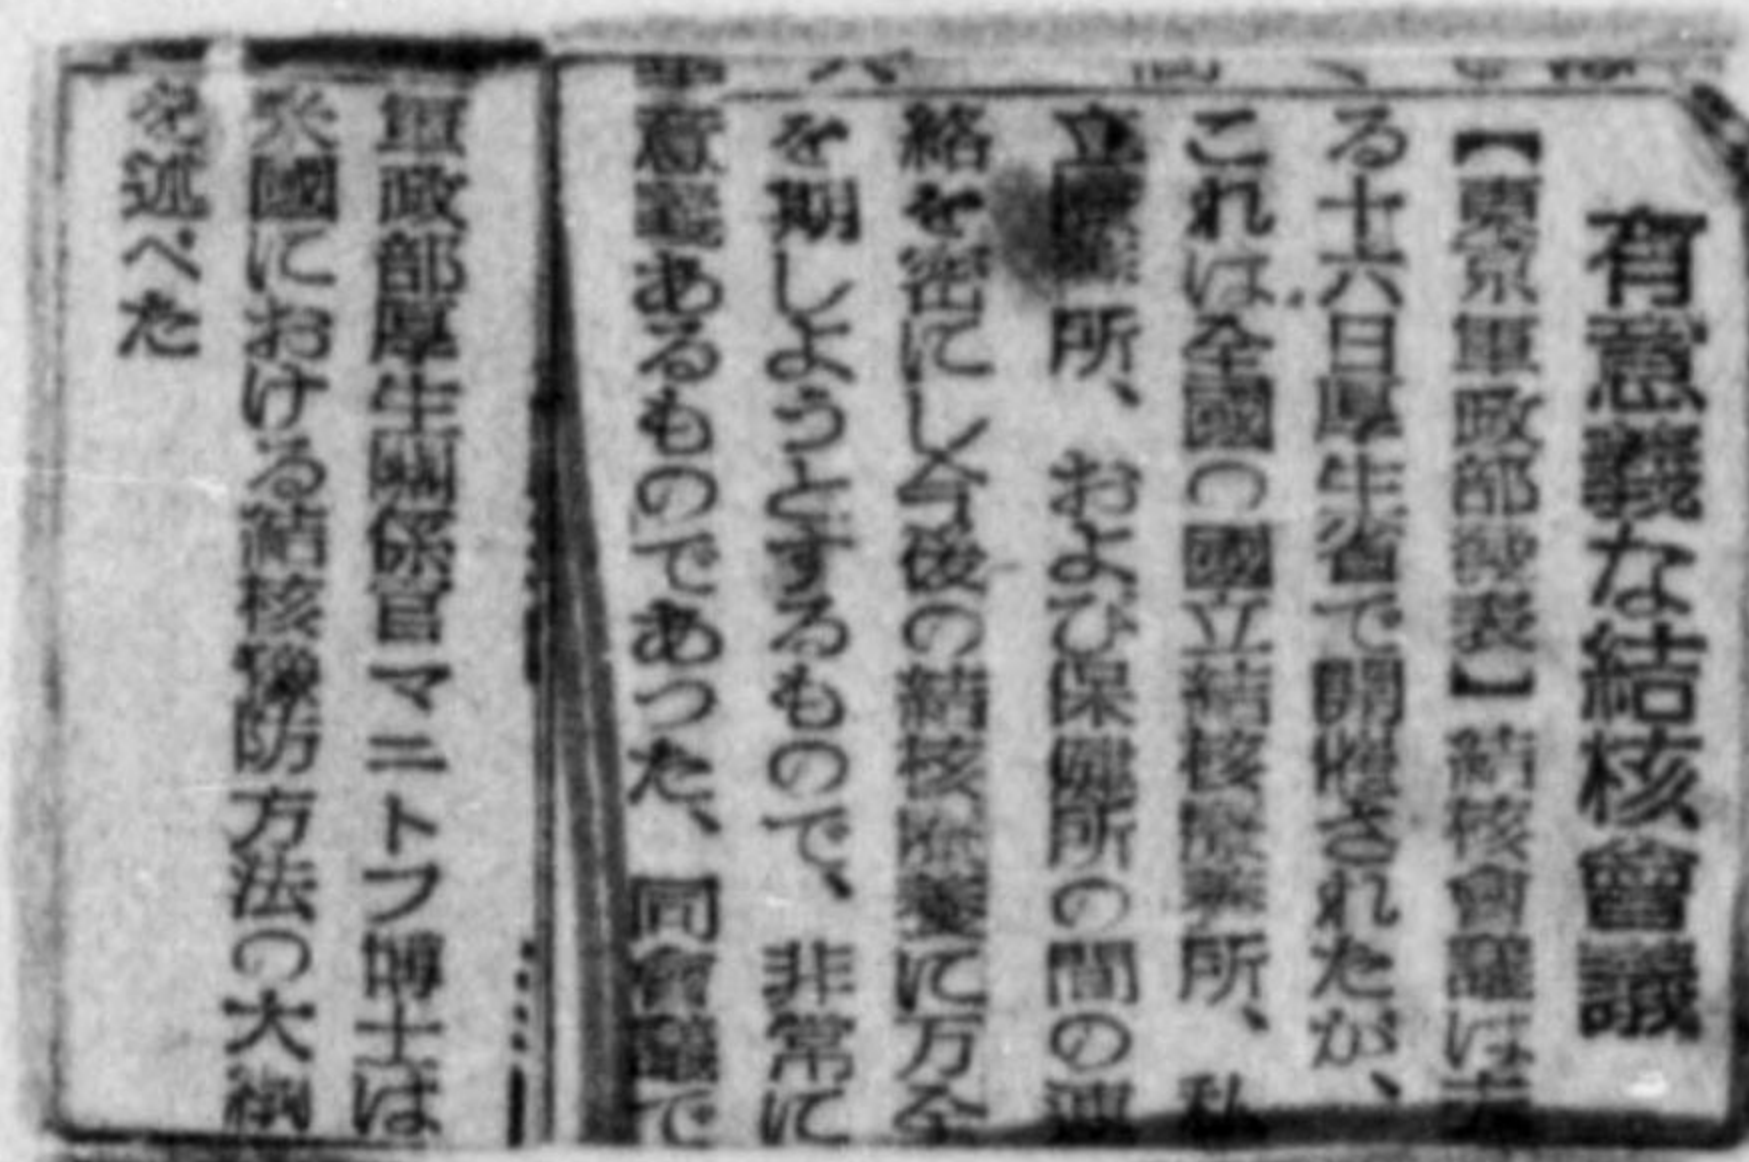 有意義な結核會議
【東京軍政部發表】結核會議は去
る十六日厚生省で開催されたが、
これは全國の國立結核療養所、私
立療養所、および保健所の間の連
絡を密にし今後の結核療養に万全
を期しようとするもので、非常に
重意義あるものであつた、同會議で
軍政部厚生關係官マニトフ博士は
米國における結核豫防方法の大綱
を述べた